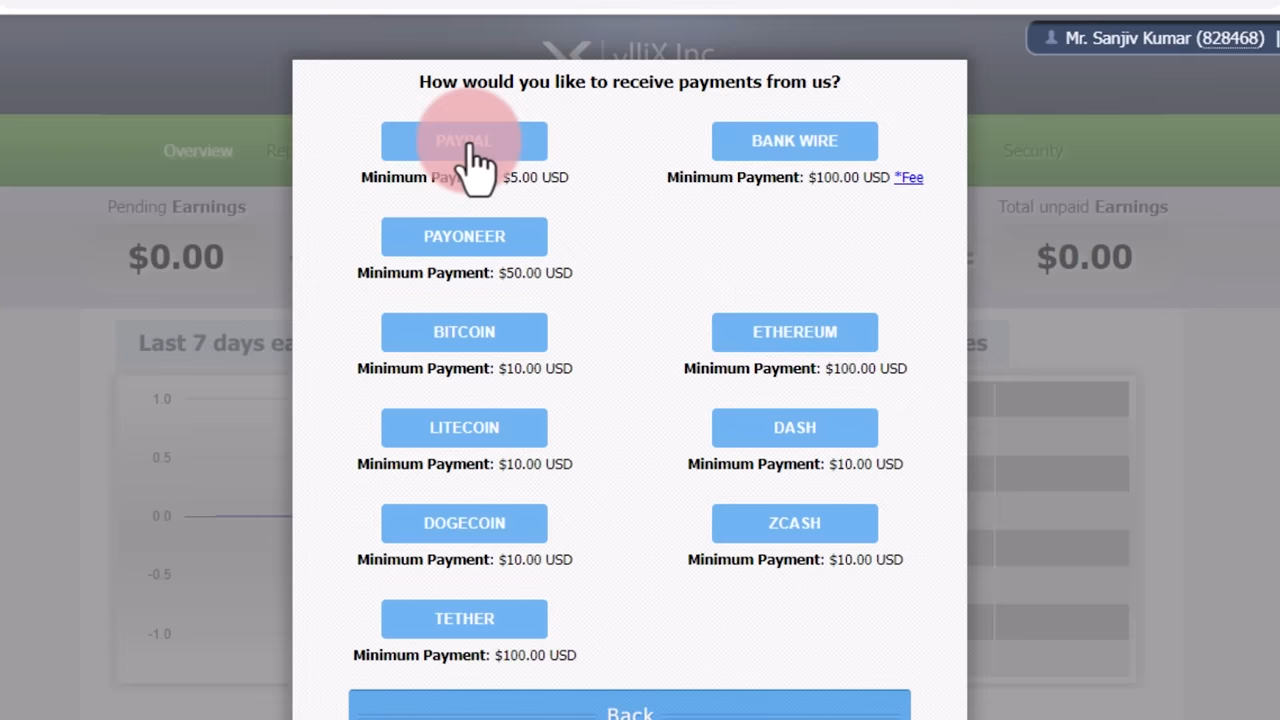 Mr. Sanjiv Kumar (828468) |
ylliX Inc
How would you like to receive payments from us?
PAYPAL
BANK WIRE
Minimum $5.00 USD
Minimum Payment: $100.00 USD *Fee
Overview
Security
Pending Earnings
Total unpaid Earnings
$0.00
$0.00
PAYONEER
Minimum Payment: $50.00 USD
BITCOIN
ETHEREUM
Minimum Payment: $10.00 USD
Minimum Payment: $100.00 USD
Last 7 days
LITECOIN
DASH
Minimum Payment: $10.00 USD
Minimum Payment: $10.00 USD
DOGECOIN
ZCASH
Minimum Payment: $10.00 USD
Minimum Payment: $10.00 USD
TETHER
Minimum Payment: $100.00 USD
1.0
0.5
0.0
-0.5
-1.0
Back